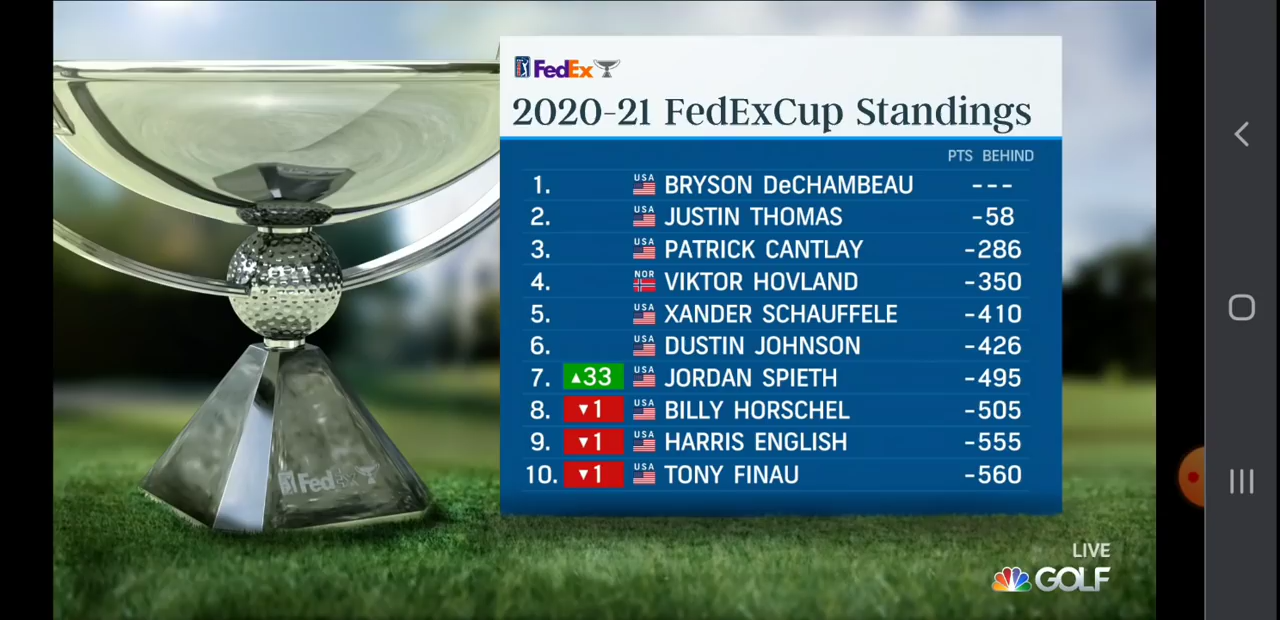 FedEx
2020-21 FedExCup Standings
PTS BEHIND
1. USA BRYSON DeCHAMBEAU ---
2. USA JUSTIN THOMAS -58
3. USA PATRICK CANTLAY -286
4. NOR VIKTOR HOVLAND -350
5. USA XANDER SCHAUFFELE -410
6. USA DUSTIN JOHNSON -426
7. ▲33 USA JORDAN SPIETH -495
8. ▼1 USA BILLY HORSCHEL -505
9. ▼1 USA HARRIS ENGLISH -555
10. ▼1 USA TONY FINAU -560
FedEx
LIVE
GOLF